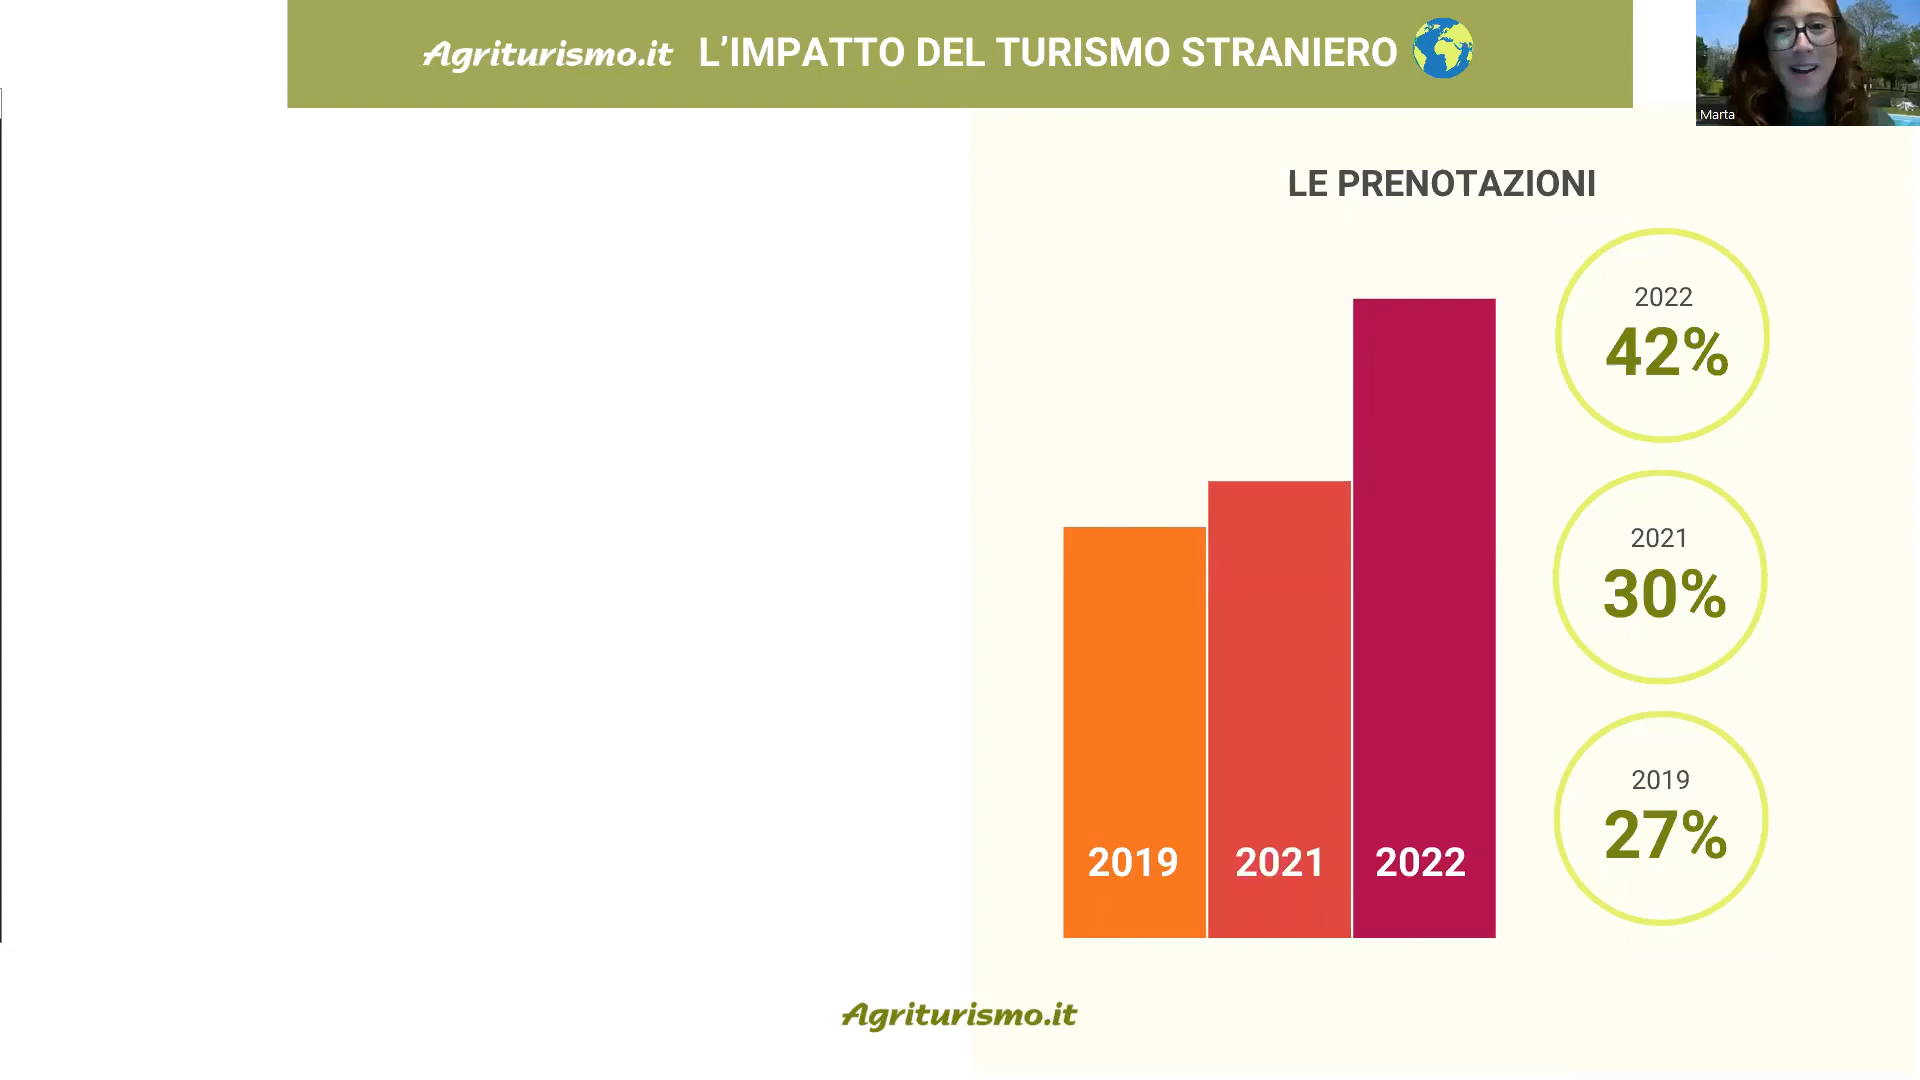 Agriturismo.it L’IMPATTO DEL TURISMO STRANIERO
Marta
LE PRENOTAZIONI
2022
42%
2021
30%
2019
27%
2019 2021 2022
Agriturismo.it